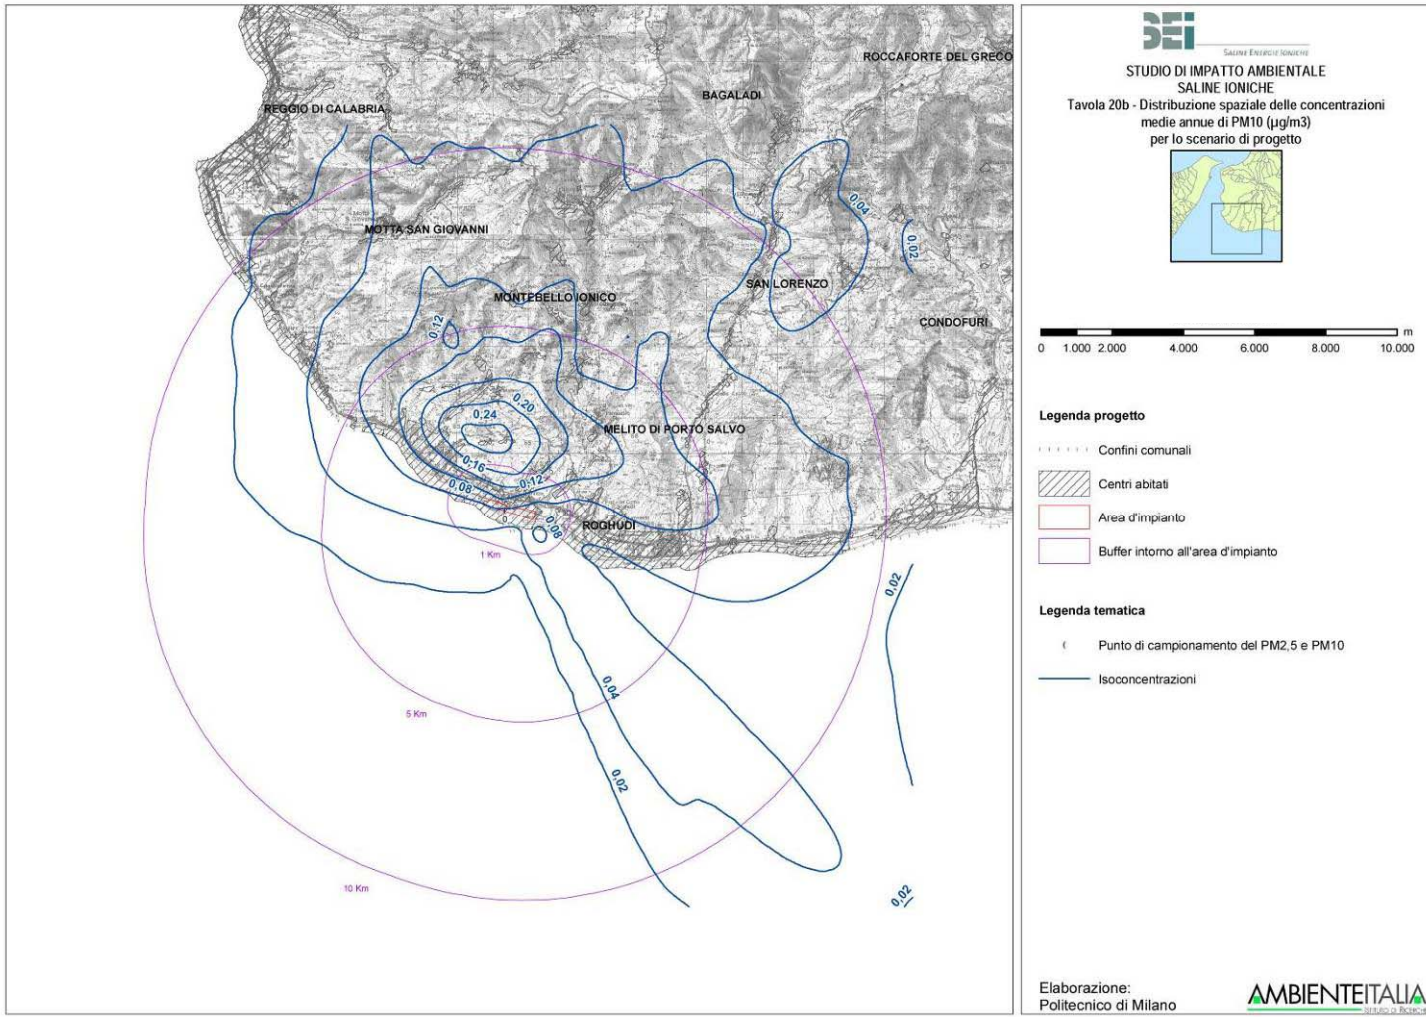 ROCCAFORTE DEL GRECO
BAGALADI
REGGIO DI CALABRIA
MOTTA SAN GIOVANNI
0,04
0,02
SAN LORENZO
MONTEBELLO IONICO
CONDOFURI
0,12
0,20
0,24
MELITO DI PORTO SALVO
0,16
0,12
0,08
ROGHUDI
0,08
1 Km
0,02
0,04
5 Km
0,02
10 Km
0,02
SEi
SALINE ENERGIE IONICHE
STUDIO DI IMPATTO AMBIENTALE
SALINE IONICHE
Tavola 20b - Distribuzione spaziale delle concentrazioni
medie annue di PM10 (µg/m3)
per lo scenario di progetto
m
0 1.000 2.000 4.000 6.000 8.000 10.000
Legenda progetto
Confini comunali
Centri abitati
Area d'impianto
Buffer intorno all'area d'impianto
Legenda tematica
Punto di campionamento del PM2,5 e PM10
Isoconcentrazioni
Elaborazione:
Politecnico di Milano
AMBIENTEITALIA
ISTITUTO DI RICERCHE